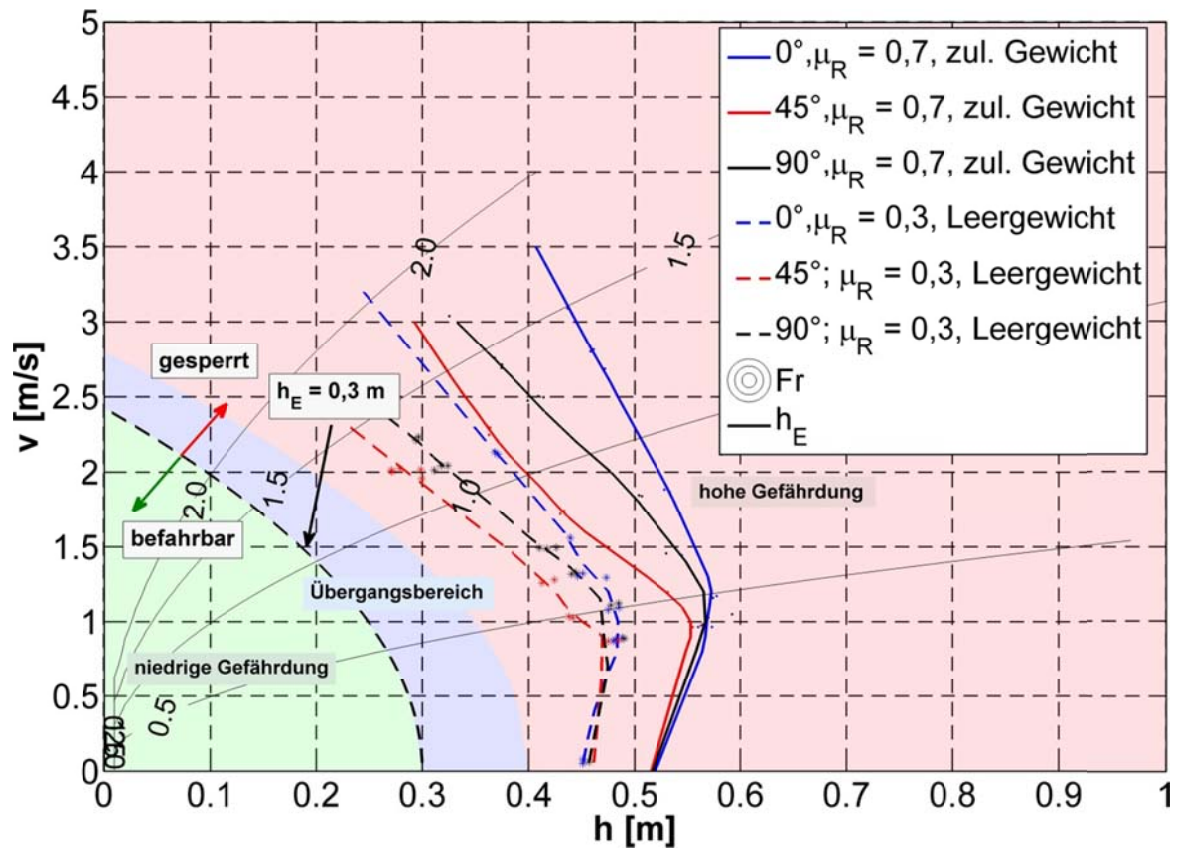 5
4.5
4
3.5
3
2.5
2
1.5
1
0.5
0
v [m/s]
0 0.1 0.2 0.3 0.4 0.5 0.6 0.7 0.8 0.9 1
h [m]
0°,μR = 0,7, zul. Gewicht
45°,μR = 0,7, zul. Gewicht
90°,μR = 0,7, zul. Gewicht
0°,μR = 0,3, Leergewicht
45°; μR = 0,3, Leergewicht
90°; μR = 0,3, Leergewicht
Fr
hE
2.0
1.5
gesperrt
hE = 0,3 m
2.0
1.5
1.0
hohe Gefährdung
befahrbar
Übergangsbereich
niedrige Gefährdung
0.5